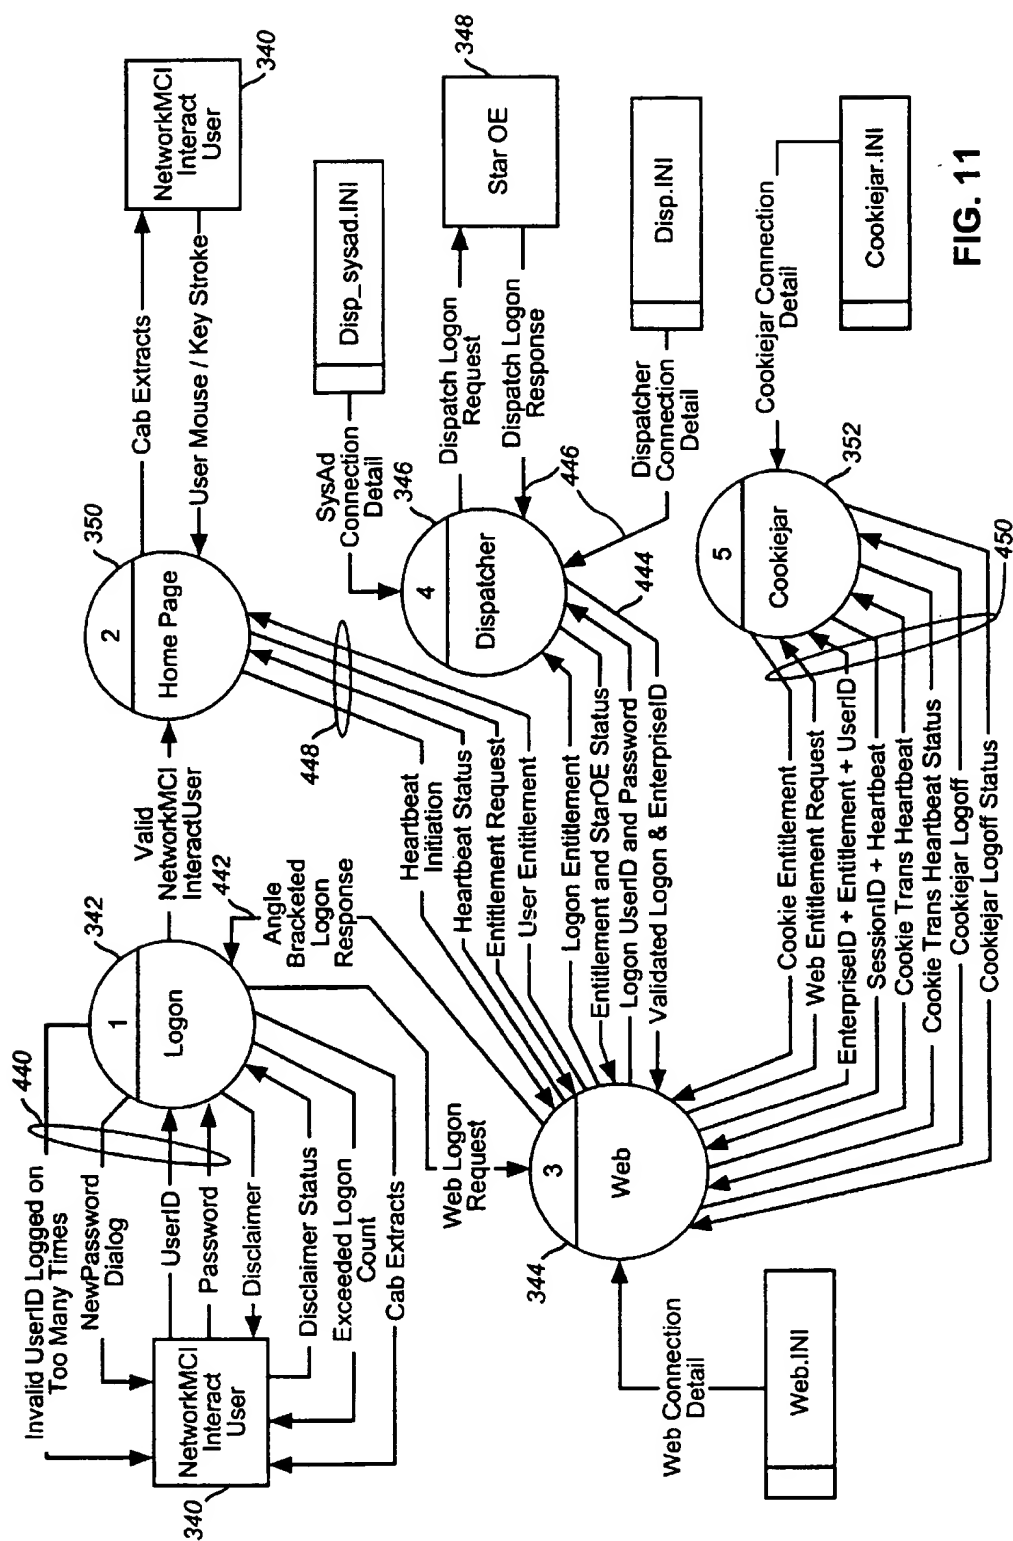 Invalid UserID Logged on
Too Many Times
440
NewPassword
Dialog
UserID
Password
Disclaimer
Disclaimer Status
Exceeded Logon
Count
Cab Extracts
NetworkMCI
Interact
User
340
1
Logon
342
Valid
NetworkMCI
InteractUser
442
Angle
Bracketed
Logon
Response
Web Logon
Request
2
Home Page
350
Cab Extracts
User Mouse / Key Stroke
NetworkMCI
Interact
User
340
448
Heartbeat
Initiation
Heartbeat Status
Entitlement Request
User Entitlement
SysAd
Connection
Detail
Disp_sysad.INI
346
4
Dispatcher
Dispatch Logon
Request
Dispatch Logon
Response
Star OE
348
446
Dispatcher
Connection
Detail
Disp.INI
444
Logon Entitlement
Entitlement and StarOE Status
Logon UserID and Password
Validated Logon & EnterpriseID
3
Web
344
Web Connection
Detail
Web.INI
5
Cookiejar
352
Cookiejar Connection
Detail
Cookiejar.INI
450
Cookie Entitlement
Web Entitlement Request
EnterpriseID + Entitlement + UserID
SessionID + Heartbeat
Cookie Trans Heartbeat
Cookie Trans Heartbeat Status
Cookiejar Logoff
Cookiejar Logoff Status
FIG. 11